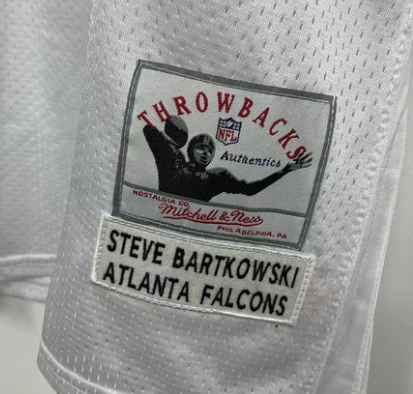 THROWBACKS
NFL
Authentics
NOSTALGIA CO.
Mitchell & Ness
PHILADELPHIA, PA
STEVE BARTKOWSKI
ATLANTA FALCONS